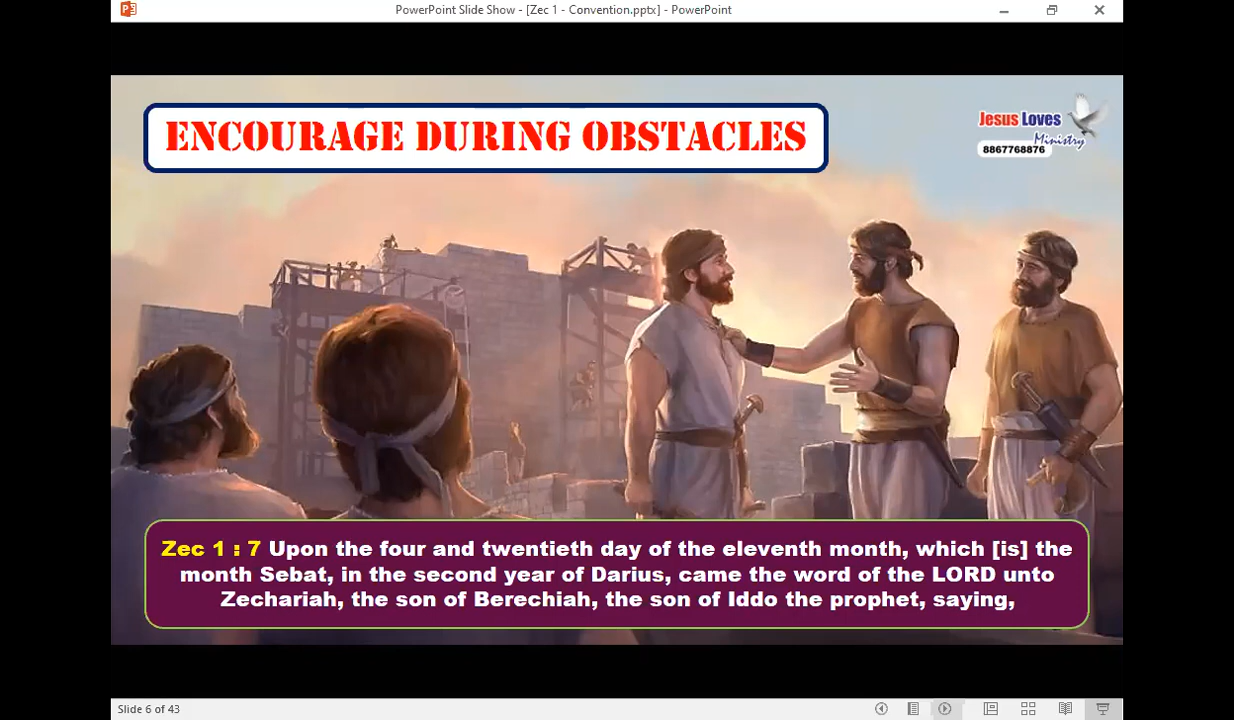 PowerPoint Slide Show - [Zec 1 - Convention.pptx] - PowerPoint
ENCOURAGE DURING OBSTACLES
Jesus Loves
Ministry
8867768876
Zec 1 : 7 Upon the four and twentieth day of the eleventh month, which [is] the
month Sebat, in the second year of Darius, came the word of the LORD unto
Zechariah, the son of Berechiah, the son of Iddo the prophet, saying,
Slide 6 of 43